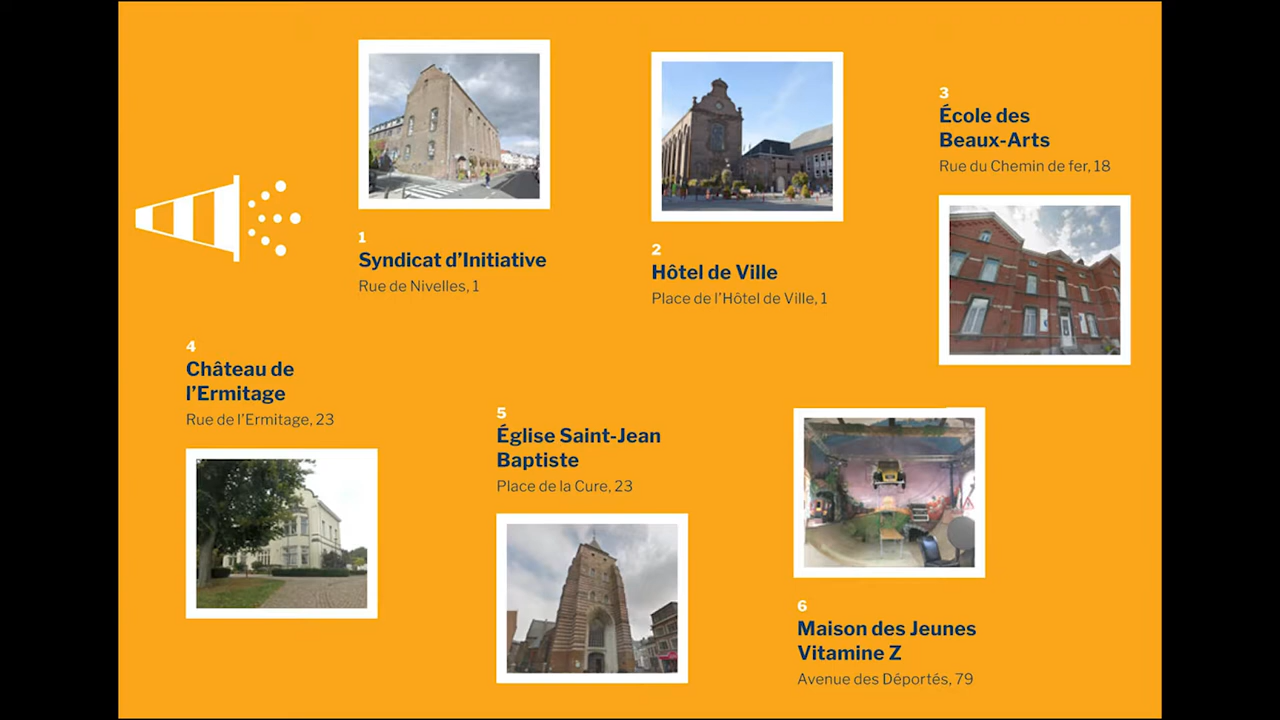 1
Syndicat d’Initiative
Rue de Nivelles, 1
2
Hôtel de Ville
Place de l’Hôtel de Ville, 1
3
École des
Beaux-Arts
Rue du Chemin de fer, 18
4
Château de
l’Ermitage
Rue de l’Ermitage, 23
5
Église Saint-Jean
Baptiste
Place de la Cure, 23
6
Maison des Jeunes
Vitamine Z
Avenue des Déportés, 79